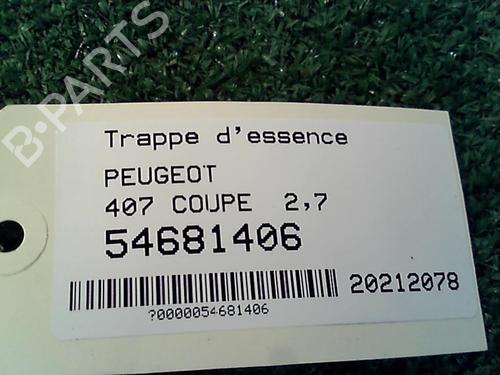 B-PARTS
Trappe d'essence
PEUGEOT
407 COUPE 2,7
54681406
20212078
?0000054681406